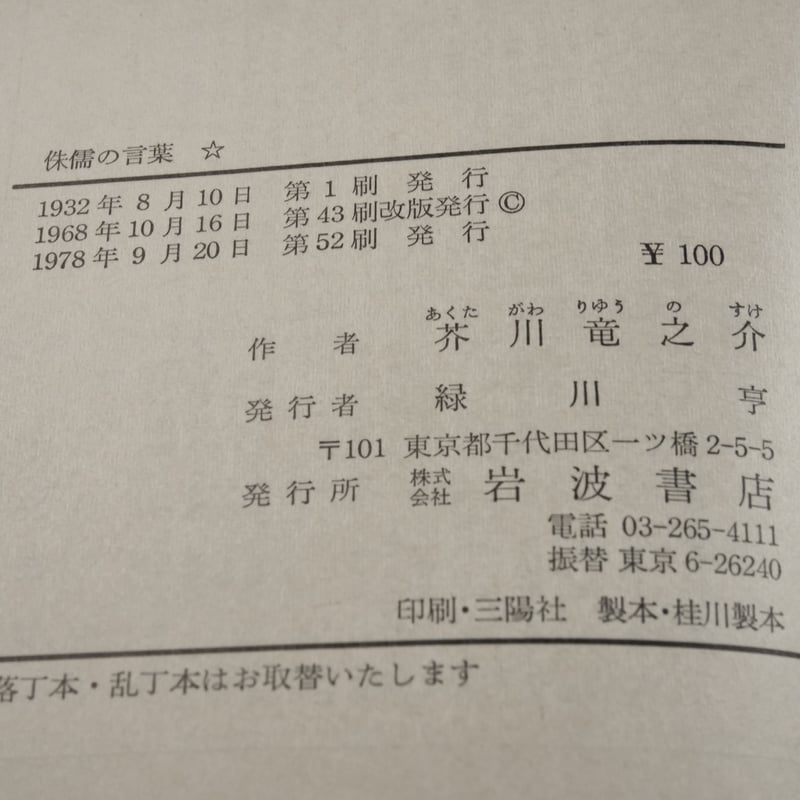 侏儒の言葉 ☆
1932年 8 月10日 第 1 刷 発 行
1968年10月16日 第43刷改版発行 ©
1978年 9 月20日 第52刷 発 行
¥ 100
あくた がわ りゆう の すけ
作 者 芥 川 竜 之 介
発行者 緑 川 亨
〒101 東京都千代田区一ツ橋2-5-5
発行所 株式会社 岩 波 書 店
電話 03-265-4111
振替 東京6-26240
印刷・三陽社 製本・桂川製本
落丁本・乱丁本はお取替いたします